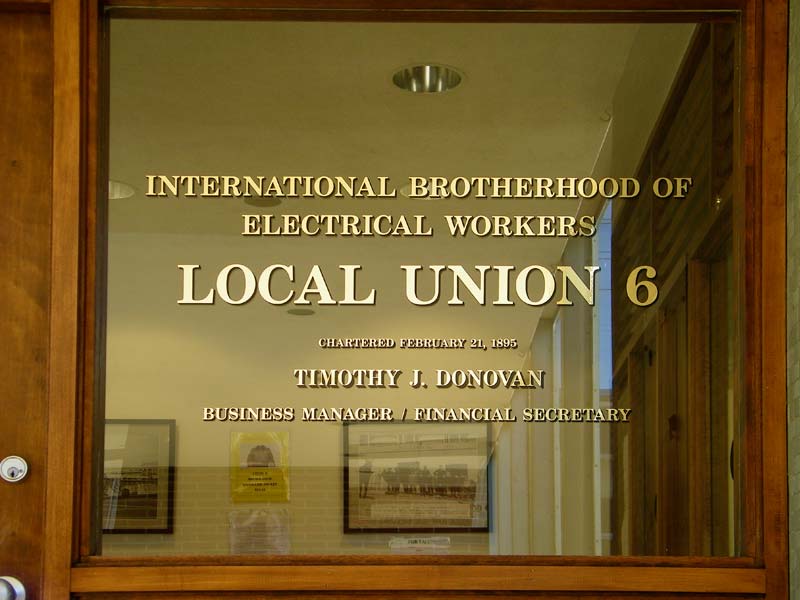 INTERNATIONAL BROTHERHOOD OF
ELECTRICAL WORKERS
LOCAL UNION 6
CHARTERED FEBRUARY 21, 1895
TIMOTHY J. DONOVAN
BUSINESS MANAGER / FINANCIAL SECRETARY